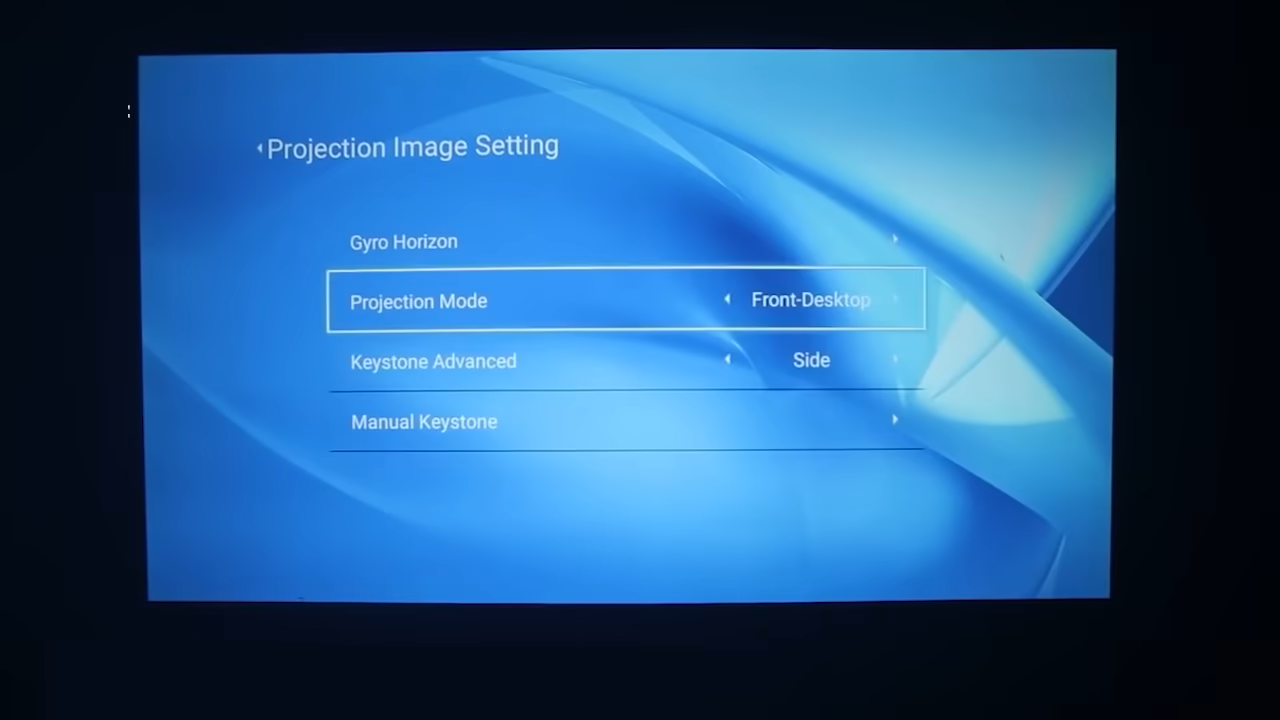 Projection Image Setting
Gyro Horizon
Projection Mode Front-Desktop
Keystone Advanced Side
Manual Keystone